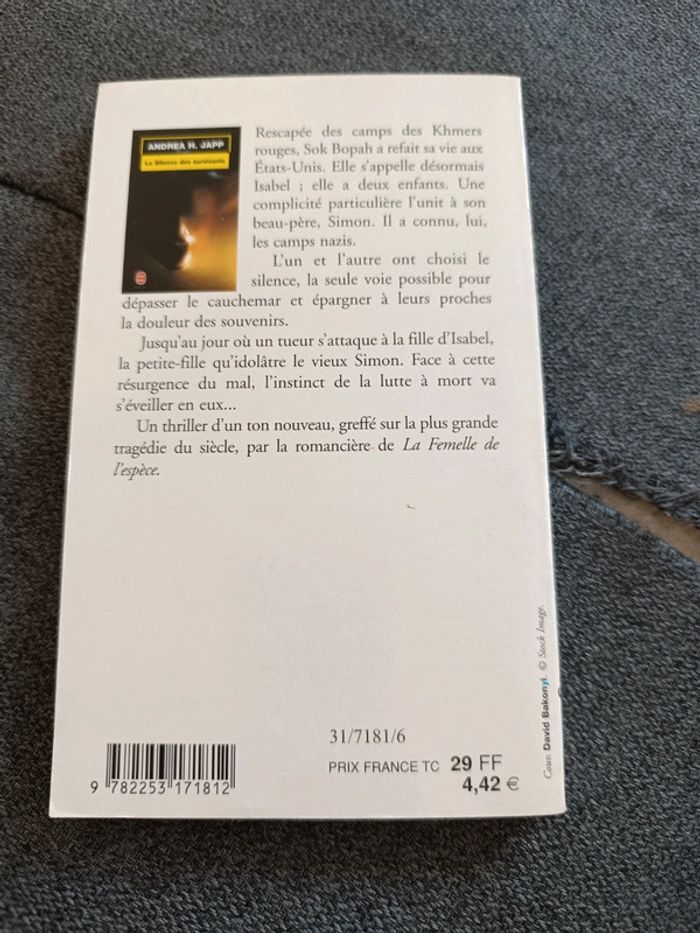 ANDREA H. JAPP
Le Silence des survivants
Rescapée des camps des Khmers
rouges, Sok Bopah a refait sa vie aux
États-Unis. Elle s'appelle désormais
Isabel ; elle a deux enfants. Une
complicité particulière l'unit à son
beau-père, Simon. Il a connu, lui,
les camps nazis.
L'un et l'autre ont choisi le
silence, la seule voie possible pour
dépasser le cauchemar et épargner à leurs proches
la douleur des souvenirs.
Jusqu'au jour où un tueur s'attaque à la fille d'Isabel,
la petite-fille qu'idolâtre le vieux Simon. Face à cette
résurgence du mal, l'instinct de la lutte à mort va
s'éveiller en eux...
Un thriller d'un ton nouveau, greffé sur la plus grande
tragédie du siècle, par la romancière de La Femelle de
l'espèce.
Couv. David Bakonyi. © Stock Image.
31/7181/6
PRIX FRANCE TC 29 FF
4,42 €
9 782253 171812